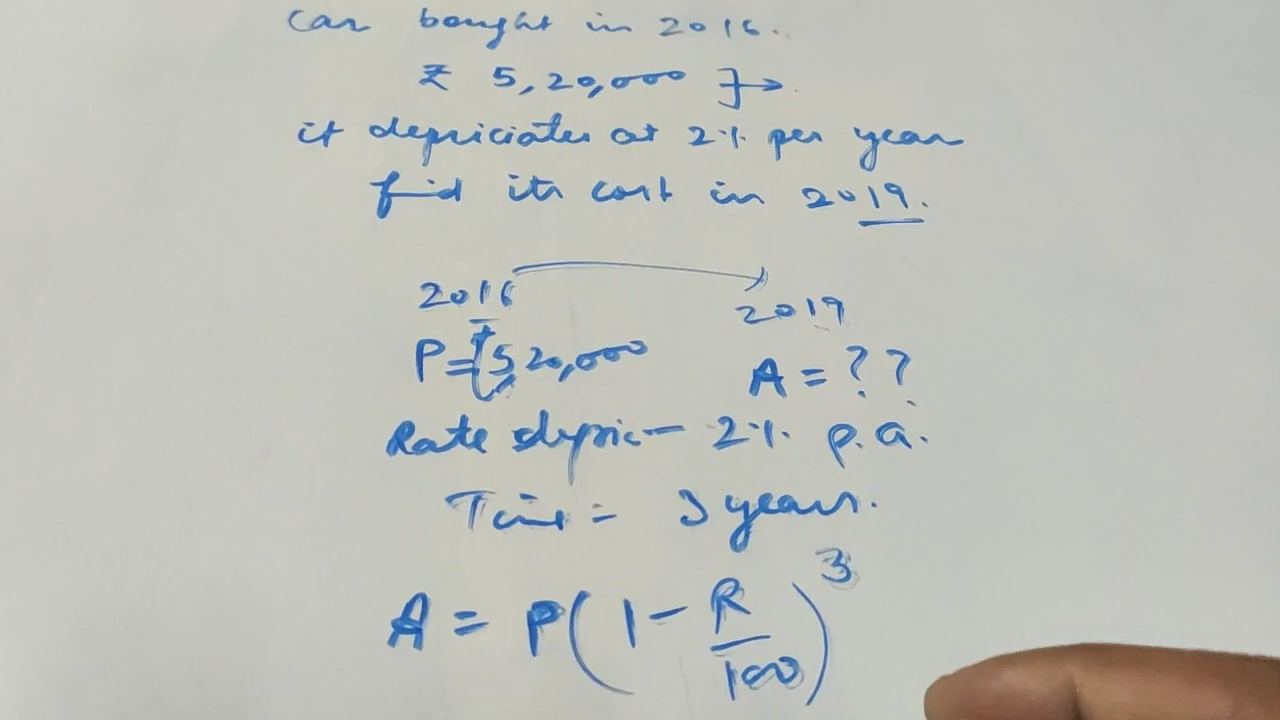 car bought in 2016.
₹ 5,20,000 }→
it depriciates at 2% per year
find its cost in 2019.
2016
2019
P = ₹5,20,000
A = ??
Rate depric— 2% p.a.
Time = 3 years.
A = P(1 - R/100)³